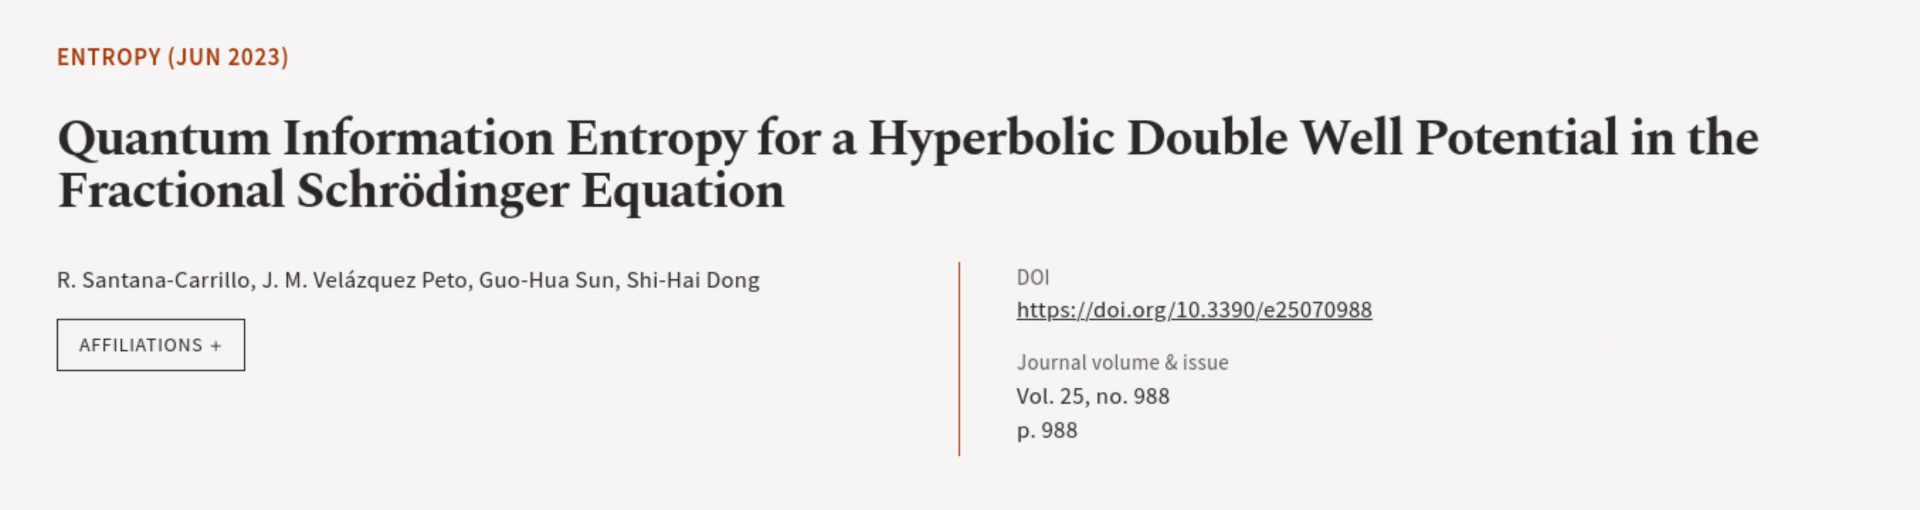 ENTROPY (JUN 2023)
Quantum Information Entropy for a Hyperbolic Double Well Potential in the
Fractional Schrödinger Equation
R. Santana-Carrillo, J. M. Velázquez Peto, Guo-Hua Sun, Shi-Hai Dong
AFFILIATIONS +
DOI
https://doi.org/10.3390/e25070988
Journal volume & issue
Vol. 25, no. 988
p. 988